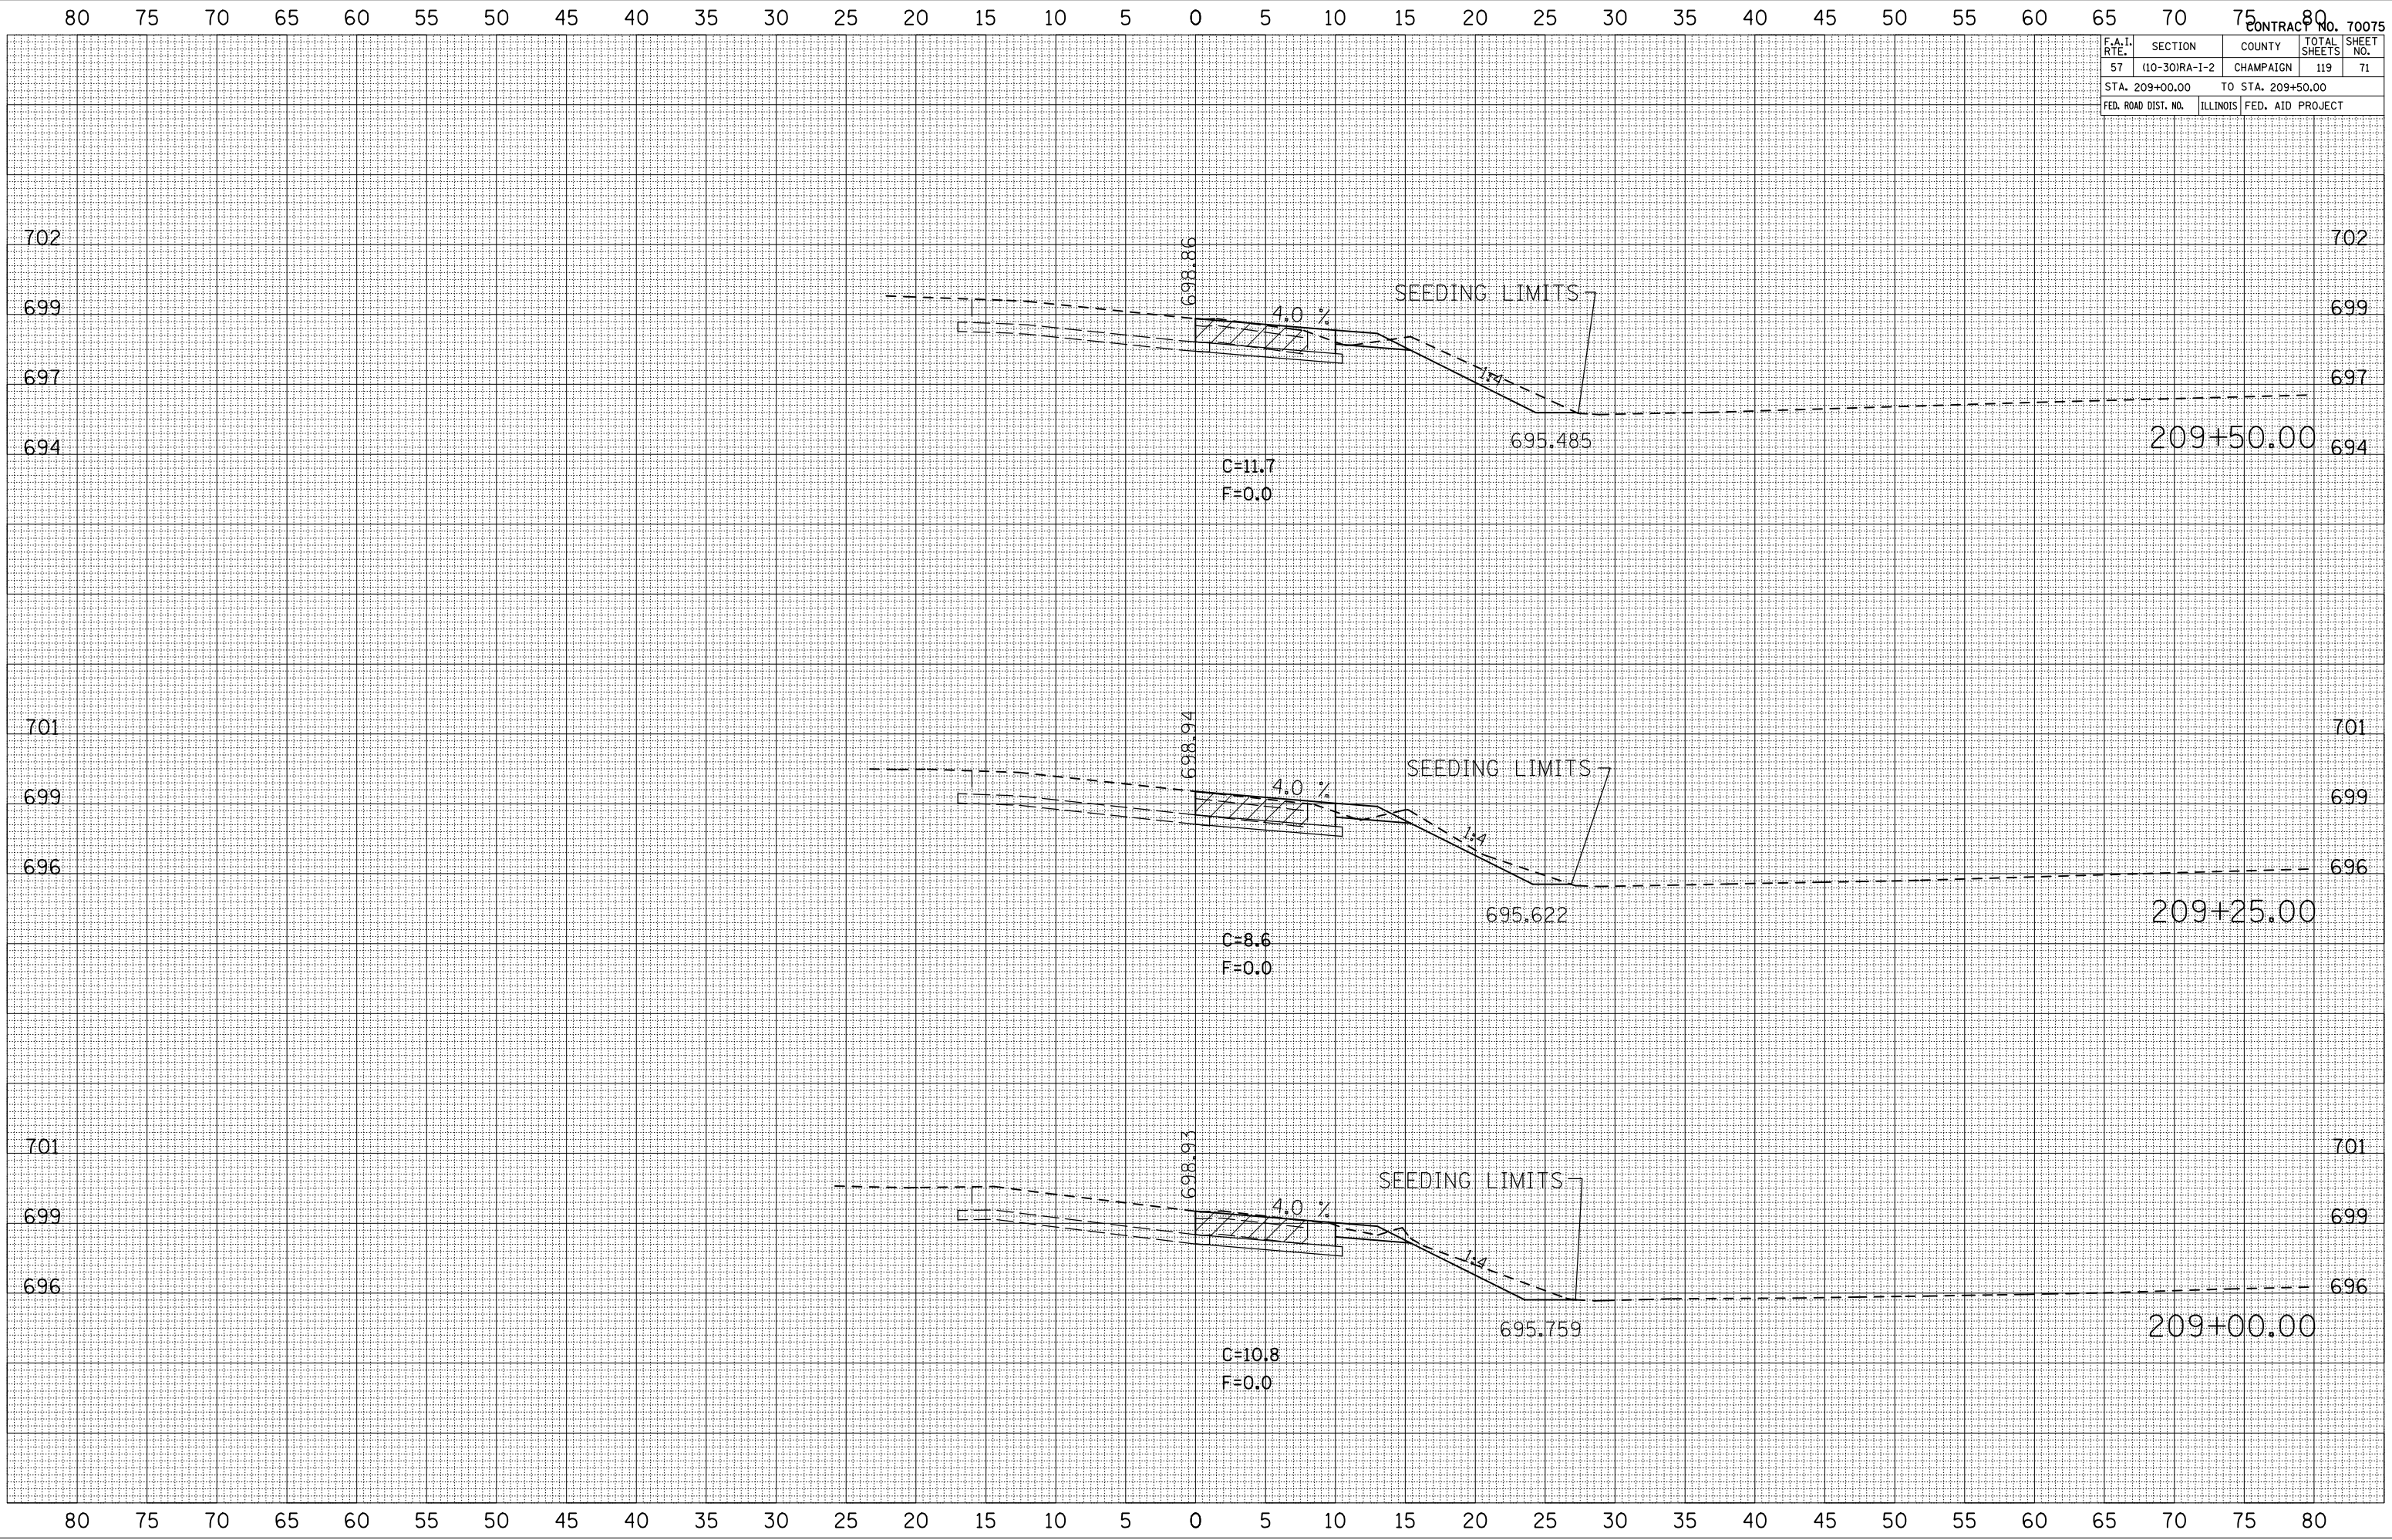 80 75 70 65 60 55 50 45 40 35 30 25 20 15 10 5 0 5 10 15 20 25 30 35 40 45 50 55 60 65 70 75 80
CONTRACT NO. 70075
F.A.I. RTE. SECTION COUNTY TOTAL SHEETS SHEET NO.
57 (10-30)RA-I-2 CHAMPAIGN 119 71
STA. 209+00.00 TO STA. 209+50.00
FED. ROAD DIST. NO. ILLINOIS FED. AID PROJECT
702 702
698.86
SEEDING LIMITS
699 4.0 % 699
697 1:4 697
695.485
209+50.00
694 694
C=11.7
F=0.0
701 701
698.94
SEEDING LIMITS
699 4.0 % 699
1:4
696 696
695.622
209+25.00
C=8.6
F=0.0
701 701
698.93
SEEDING LIMITS
699 4.0 % 699
1:4
696 696
695.759
209+00.00
C=10.8
F=0.0
80 75 70 65 60 55 50 45 40 35 30 25 20 15 10 5 0 5 10 15 20 25 30 35 40 45 50 55 60 65 70 75 80